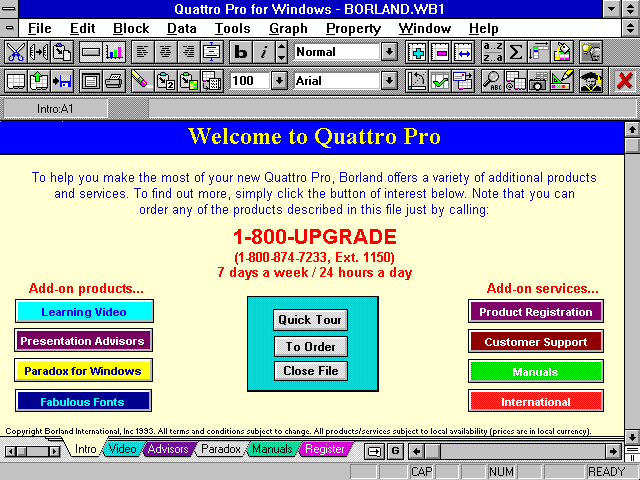 Quattro Pro for Windows - BORLAND.WB1
File Edit Block Data Tools Graph Property Window Help
b i Normal a..z z..a Σ
100 Arial ABC
Intro:A1
Welcome to Quattro Pro
To help you make the most of your new Quattro Pro, Borland offers a variety of additional products
and services. To find out more, simply click the button of interest below. Note that you can
order any of the products described in this file just by calling:
1-800-UPGRADE
(1-800-874-7233, Ext. 1150)
7 days a week / 24 hours a day
Add-on products...
Learning Video
Presentation Advisors
Paradox for Windows
Fabulous Fonts
Quick Tour
To Order
Close File
Add-on services...
Product Registration
Customer Support
Manuals
International
Copyright Borland International, Inc 1993. All terms and conditions subject to change. All products/services subject to local availability (prices are in local currency).
Intro Video Advisors Paradox Manuals Register G
CAP NUM READY